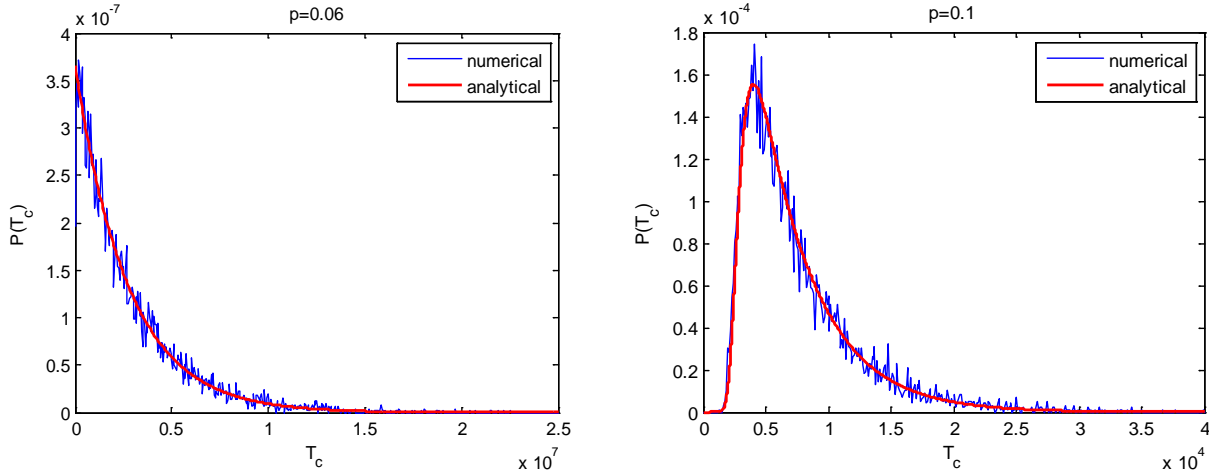 p=0.06
x 10^-7
4
3.5
3
2.5
2
1.5
1
0.5
0
P(T_c)
numerical
analytical
0 0.5 1 1.5 2 2.5
T_c
x 10^7
p=0.1
x 10^-4
1.8
1.6
1.4
1.2
1
0.8
0.6
0.4
0.2
0
P(T_c)
numerical
analytical
0 0.5 1 1.5 2 2.5 3 3.5 4
T_c
x 10^4